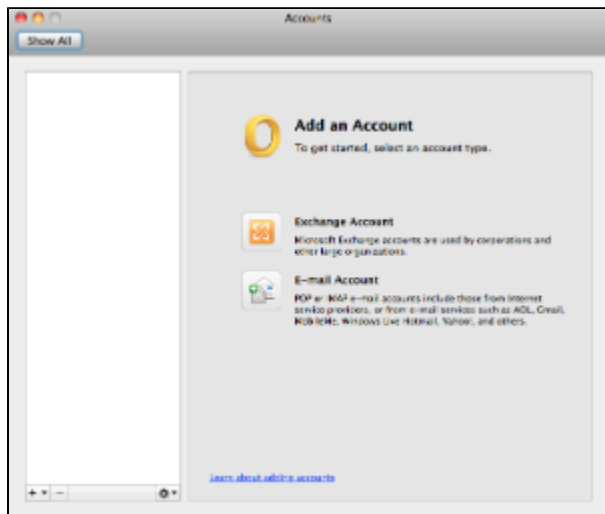 Accounts
Show All
Add an Account
To get started, select an account type.
Exchange Account
Microsoft Exchange accounts are used by corporations and
other large organizations.
E-mail Account
POP or IMAP e-mail accounts include those from Internet
service providers, or from e-mail services such as AOL, Gmail,
MobileMe, Windows Live Hotmail, Yahoo!, and others.
Learn about adding accounts